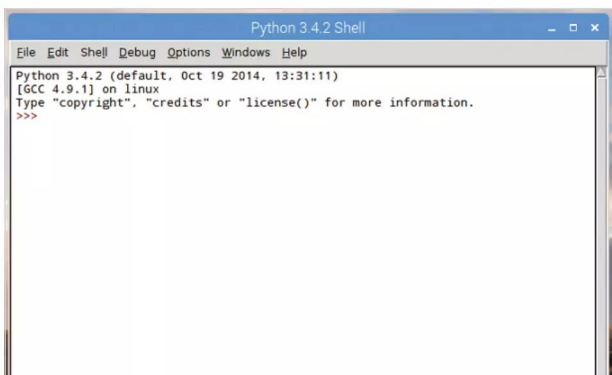 Python 3.4.2 Shell
File Edit Shell Debug Options Windows Help
Python 3.4.2 (default, Oct 19 2014, 13:31:11)
[GCC 4.9.1] on linux
Type "copyright", "credits" or "license()" for more information.
>>>